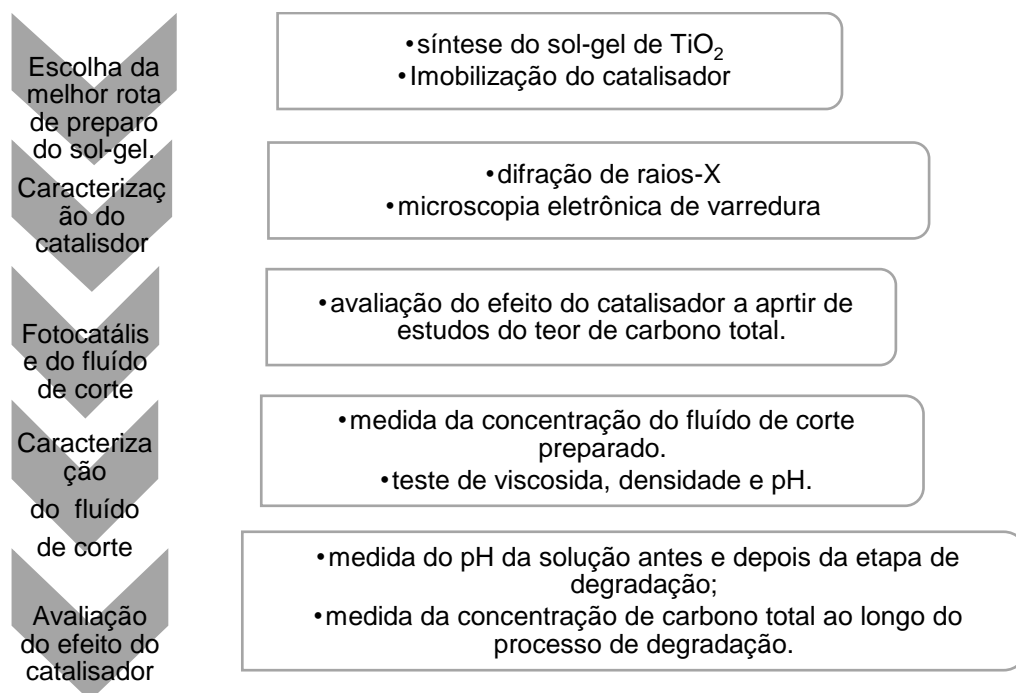 Escolha da
melhor rota
de preparo
do sol-gel.
•síntese do sol-gel de TiO₂
•Imobilização do catalisador
Caracterizaç
ão do
catalisdor
•difração de raios-X
•microscopia eletrônica de varredura
Fotocatális
e do fluído
de corte
•avaliação do efeito do catalisador a aprtir de
estudos do teor de carbono total.
Caracteriza
ção
do fluído
de corte
•medida da concentração do fluído de corte
preparado.
•teste de viscosida, densidade e pH.
Avaliação
do efeito do
catalisador
•medida do pH da solução antes e depois da etapa de
degradação;
•medida da concentração de carbono total ao longo do
processo de degradação.